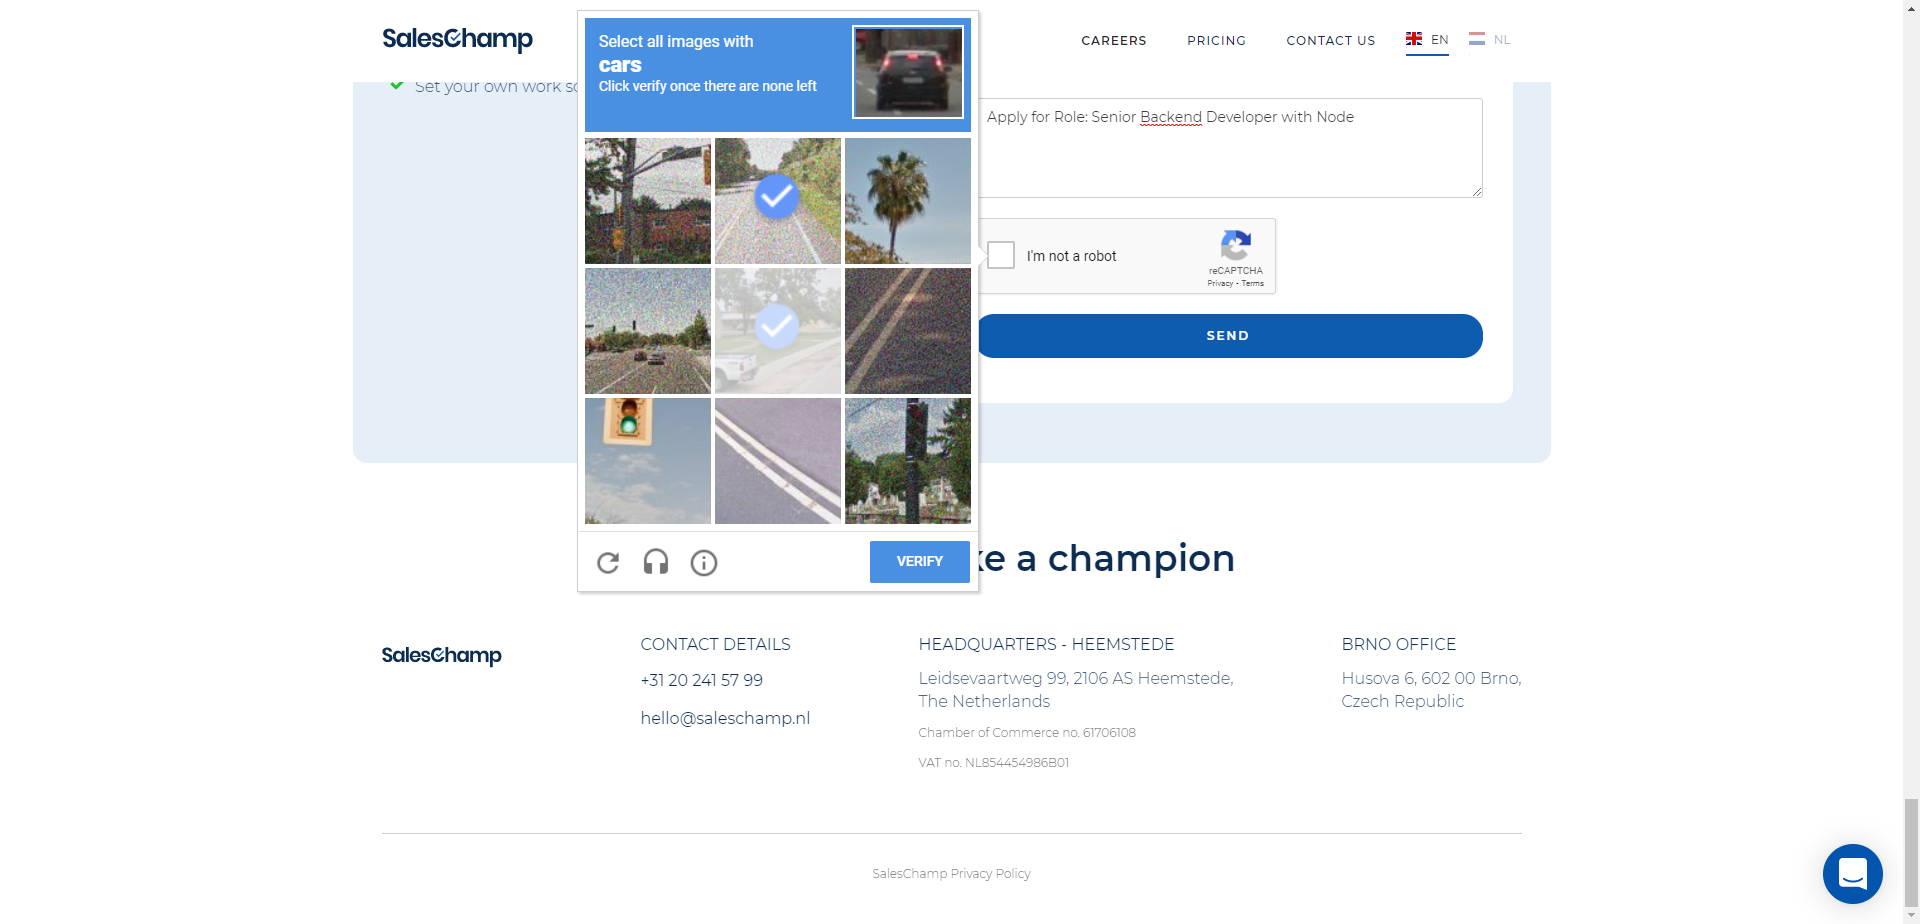 SalesChamp
CAREERS
PRICING
CONTACT US
EN
NL
Select all images with
cars
Click verify once there are none left
Set your own work sc
Apply for Role: Senior Backend Developer with Node
I'm not a robot
reCAPTCHA
Privacy - Terms
SEND
VERIFY
ke a champion
SalesChamp
CONTACT DETAILS
+31 20 241 57 99
hello@saleschamp.nl
HEADQUARTERS - HEEMSTEDE
Leidsevaartweg 99, 2106 AS Heemstede,
The Netherlands
Chamber of Commerce no. 61706108
VAT no. NL854454986B01
BRNO OFFICE
Husova 6, 602 00 Brno,
Czech Republic
SalesChamp Privacy Policy